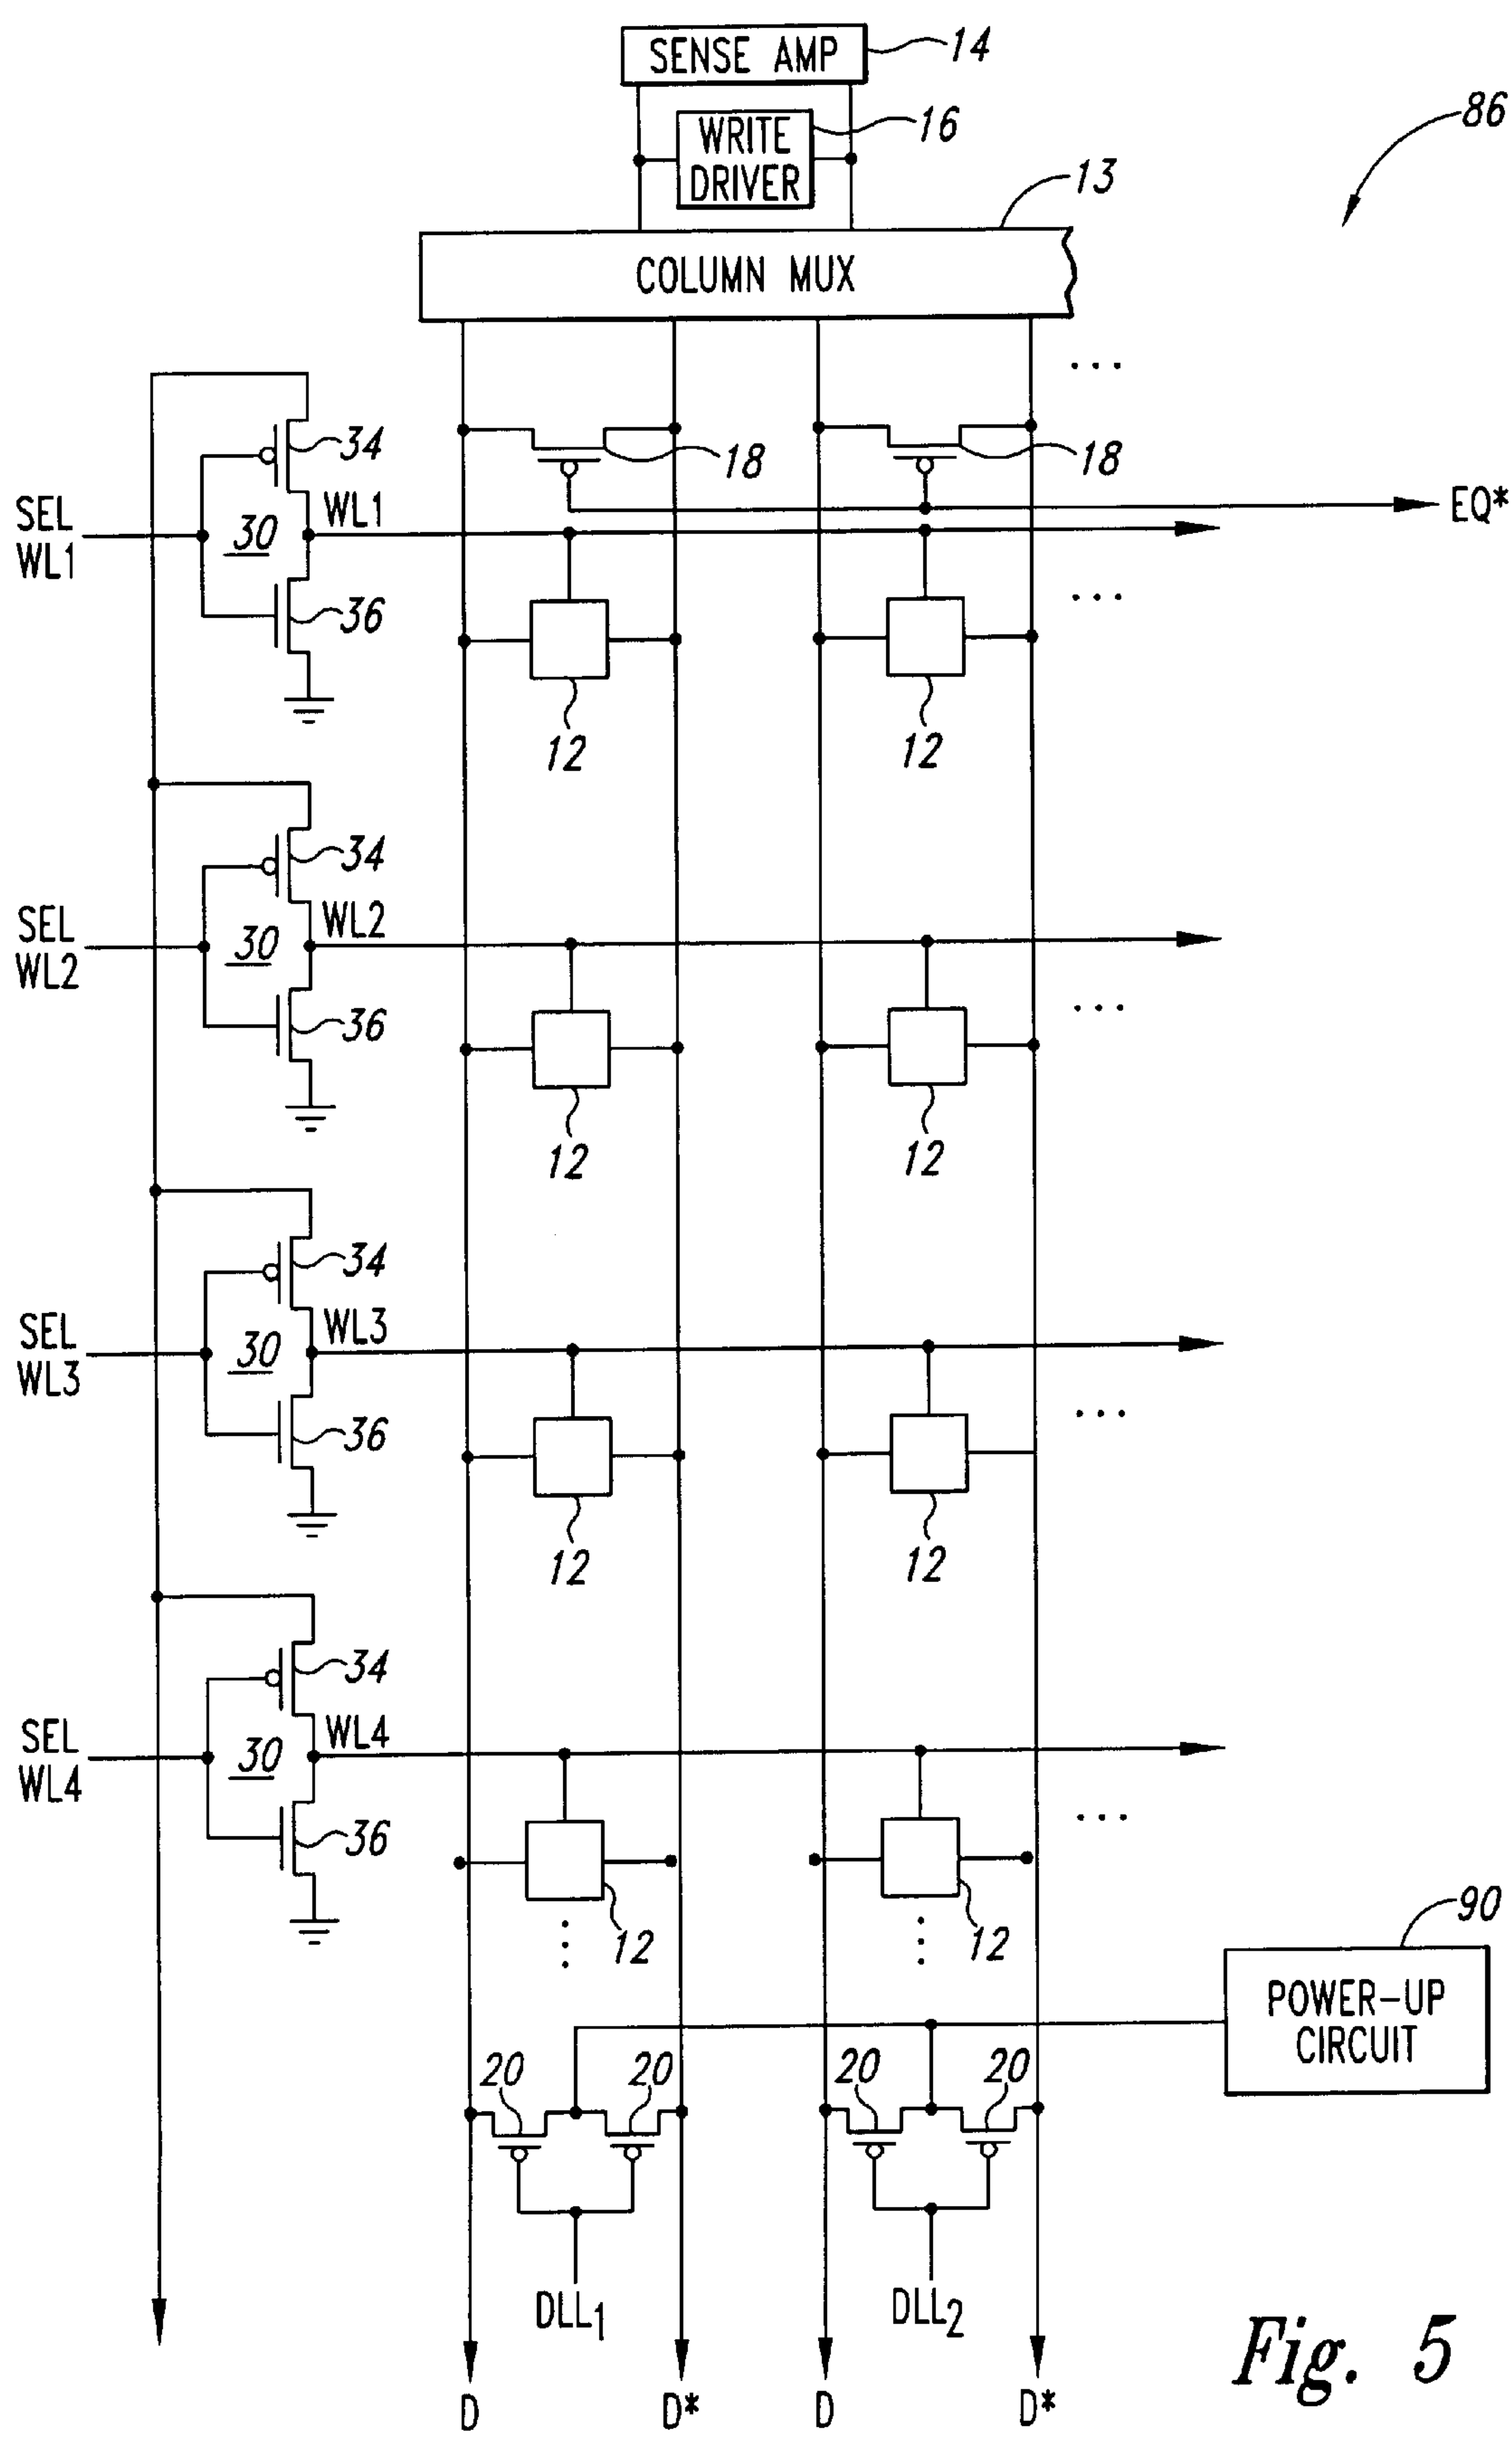 SENSE AMP
14
WRITE
DRIVER
16
86
13
COLUMN MUX
...
34
18
18
SEL
WL1
30
WL1
EQ*
36
...
12
12
34
SEL
WL2
30
WL2
36
...
12
12
34
SEL
WL3
30
WL3
36
...
12
12
34
SEL
WL4
30
WL4
36
...
12
12
90
POWER-UP
CIRCUIT
20
20
20
20
DLL1
DLL2
D
D*
D
D*
Fig. 5